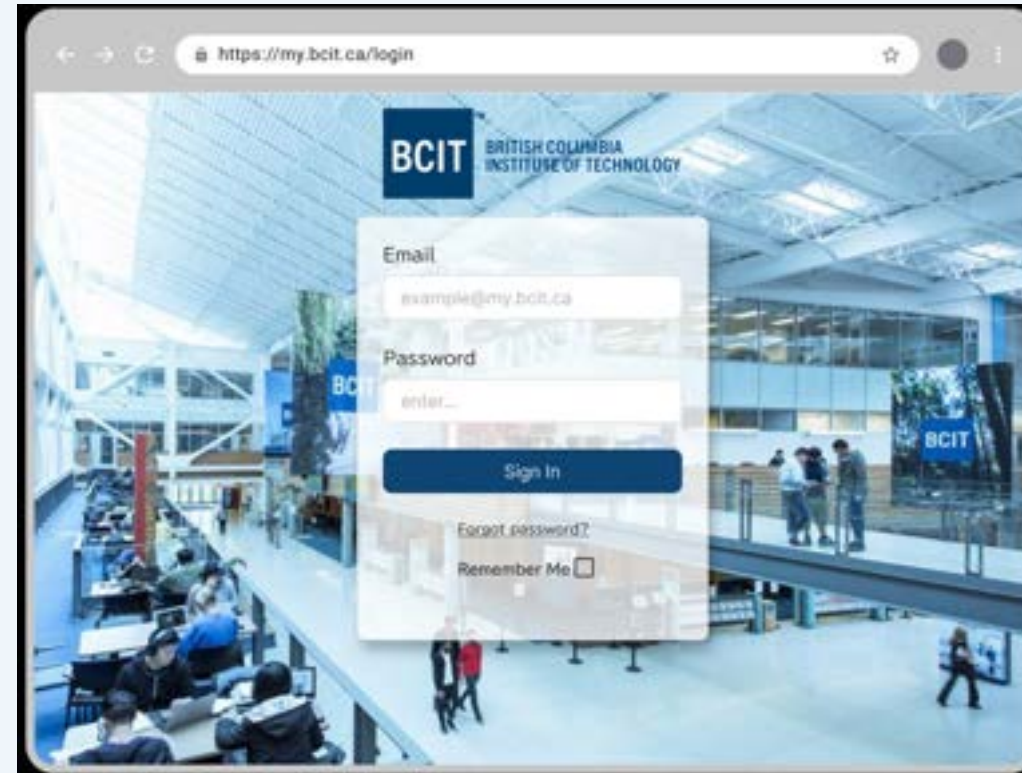 https://my.bcit.ca/login
BCIT
BRITISH COLUMBIA
INSTITUTE OF TECHNOLOGY
Email
example@my.bcit.ca
Password
enter...
Sign In
Forgot password?
Remember Me
BCIT
BCIT